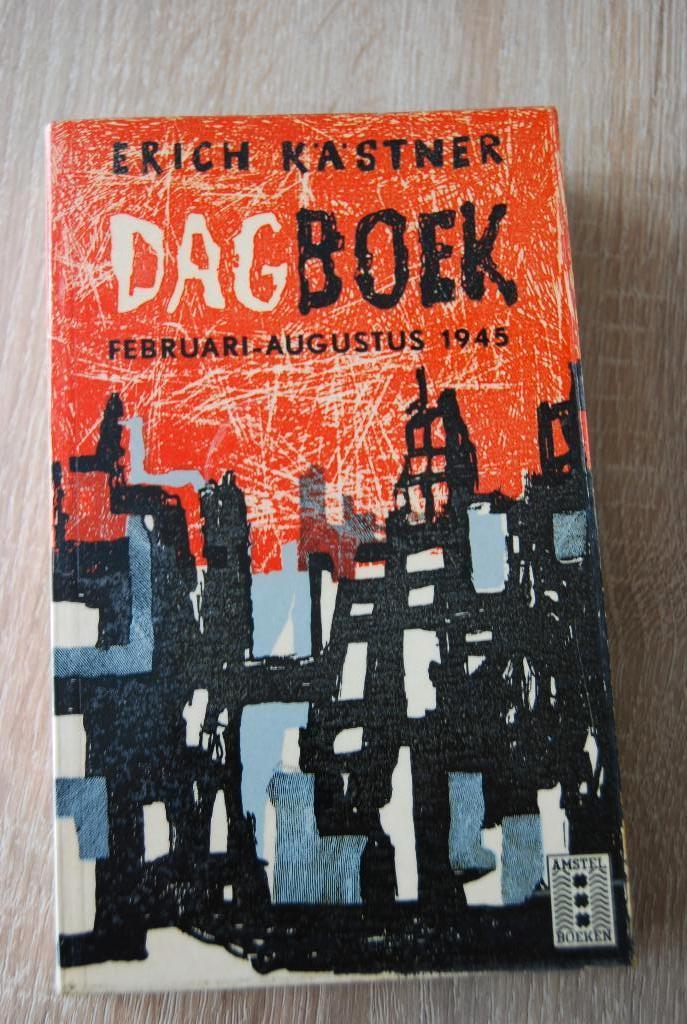 ERICH KÄSTNER
DAGBOEK
FEBRUARI-AUGUSTUS 1945
AMSTEL
BOEKEN